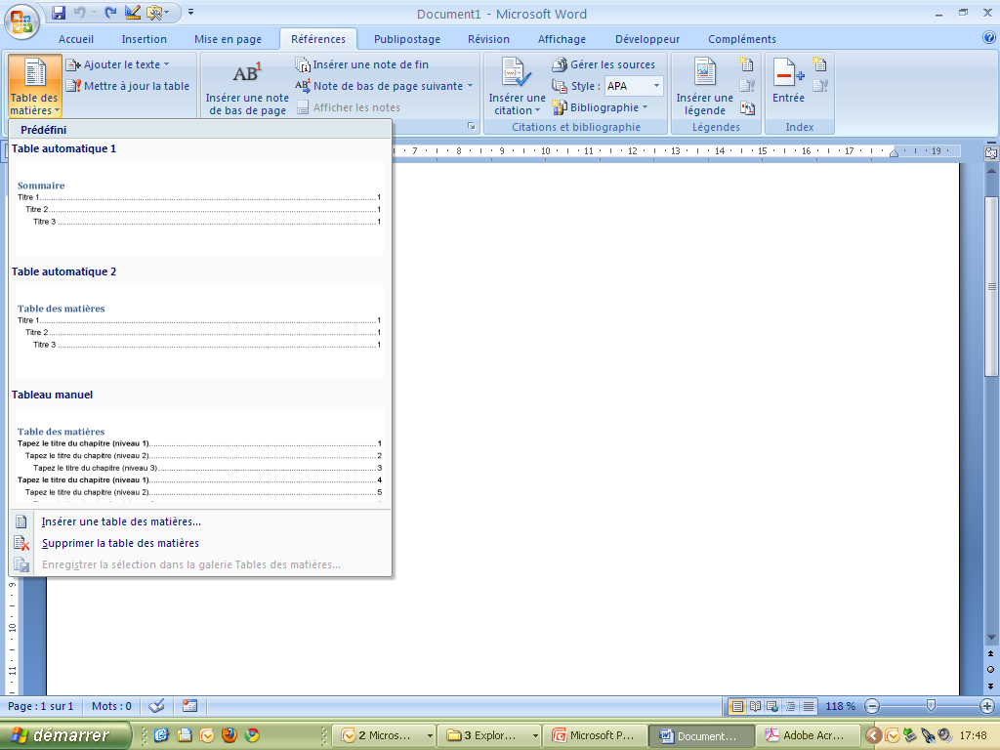 Document1 - Microsoft Word
Accueil Insertion Mise en page Références Publipostage Révision Affichage Développeur Compléments
Table des matières
Ajouter le texte
Mettre à jour la table
AB1
Insérer une note de bas de page
Insérer une note de fin
AB1 Note de bas de page suivante
Afficher les notes
Insérer une citation
Gérer les sources
Style : APA
Bibliographie
Citations et bibliographie
Insérer une légende
Légendes
Entrée
Index
Prédéfini
Table automatique 1
Sommaire
Titre 1 1
Titre 2 1
Titre 3 1
Table automatique 2
Table des matières
Titre 1 1
Titre 2 1
Titre 3 1
Tableau manuel
Table des matières
Tapez le titre du chapitre (niveau 1) 1
Tapez le titre du chapitre (niveau 2) 2
Tapez le titre du chapitre (niveau 3) 3
Tapez le titre du chapitre (niveau 1) 4
Tapez le titre du chapitre (niveau 2) 5
Insérer une table des matières...
Supprimer la table des matières
Enregistrer la sélection dans la galerie Tables des matières...
7 8 9 10 11 12 13 14 15 16 17 19
9
10
11
Page : 1 sur 1 Mots : 0 118 %
démarrer 2 Micros... 3 Explor... Microsoft P... Document... Adobe Acr... 17:48